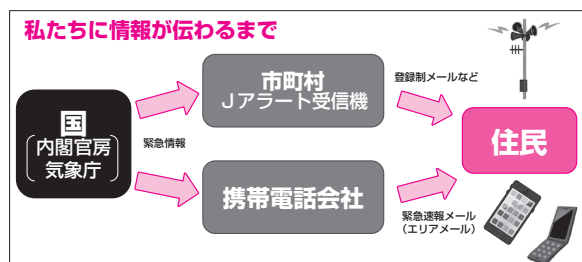 私たちに情報が伝わるまで
国
内閣官房
気象庁
緊急情報
市町村
Jアラート受信機
携帯電話会社
登録制メールなど
緊急速報メール
(エリアメール)
住民